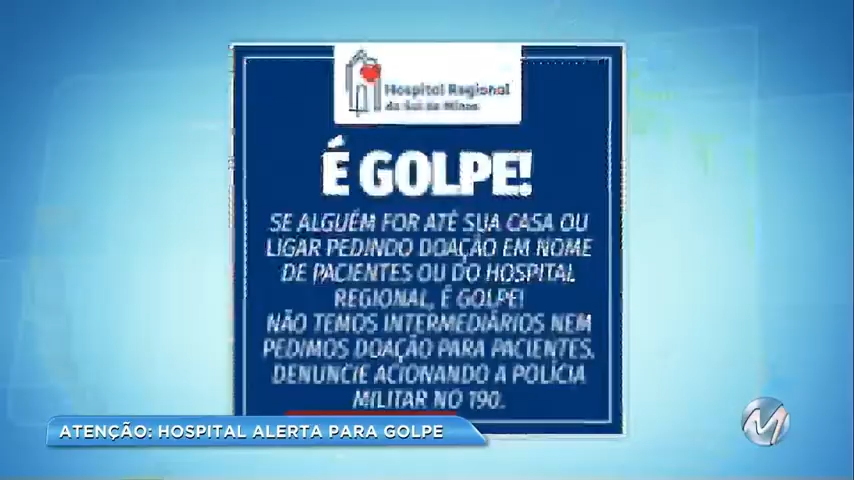 Hospital Regional
do Sul de Minas
É GOLPE!
SE ALGUÉM FOR ATÉ SUA CASA OU
LIGAR PEDINDO DOAÇÃO EM NOME
DE PACIENTES OU DO HOSPITAL
REGIONAL, É GOLPE!
NÃO TEMOS INTERMEDIÁRIOS NEM
PEDIMOS DOAÇÃO PARA PACIENTES.
DENUNCIE ACIONANDO A POLÍCIA
MILITAR NO 190.
ATENÇÃO: HOSPITAL ALERTA PARA GOLPE